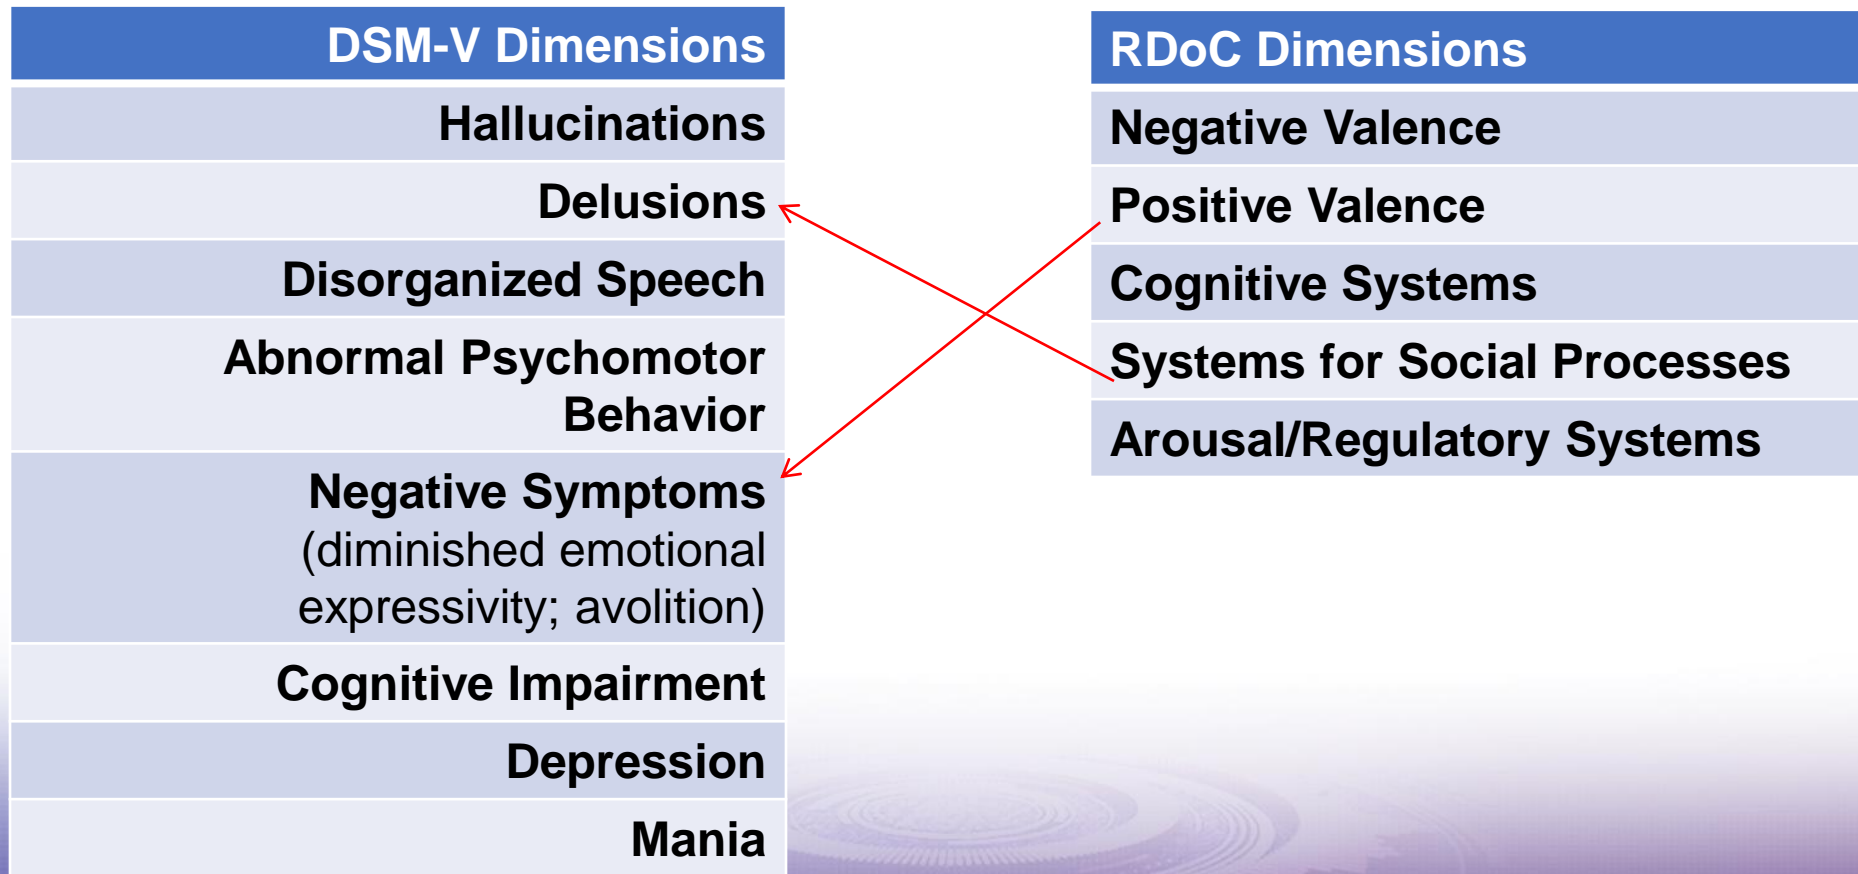 DSM-V Dimensions
Hallucinations
Delusions
Disorganized Speech
Abnormal Psychomotor
Behavior
Negative Symptoms
(diminished emotional
expressivity; avolition)
Cognitive Impairment
Depression
Mania
RDoC Dimensions
Negative Valence
Positive Valence
Cognitive Systems
Systems for Social Processes
Arousal/Regulatory Systems